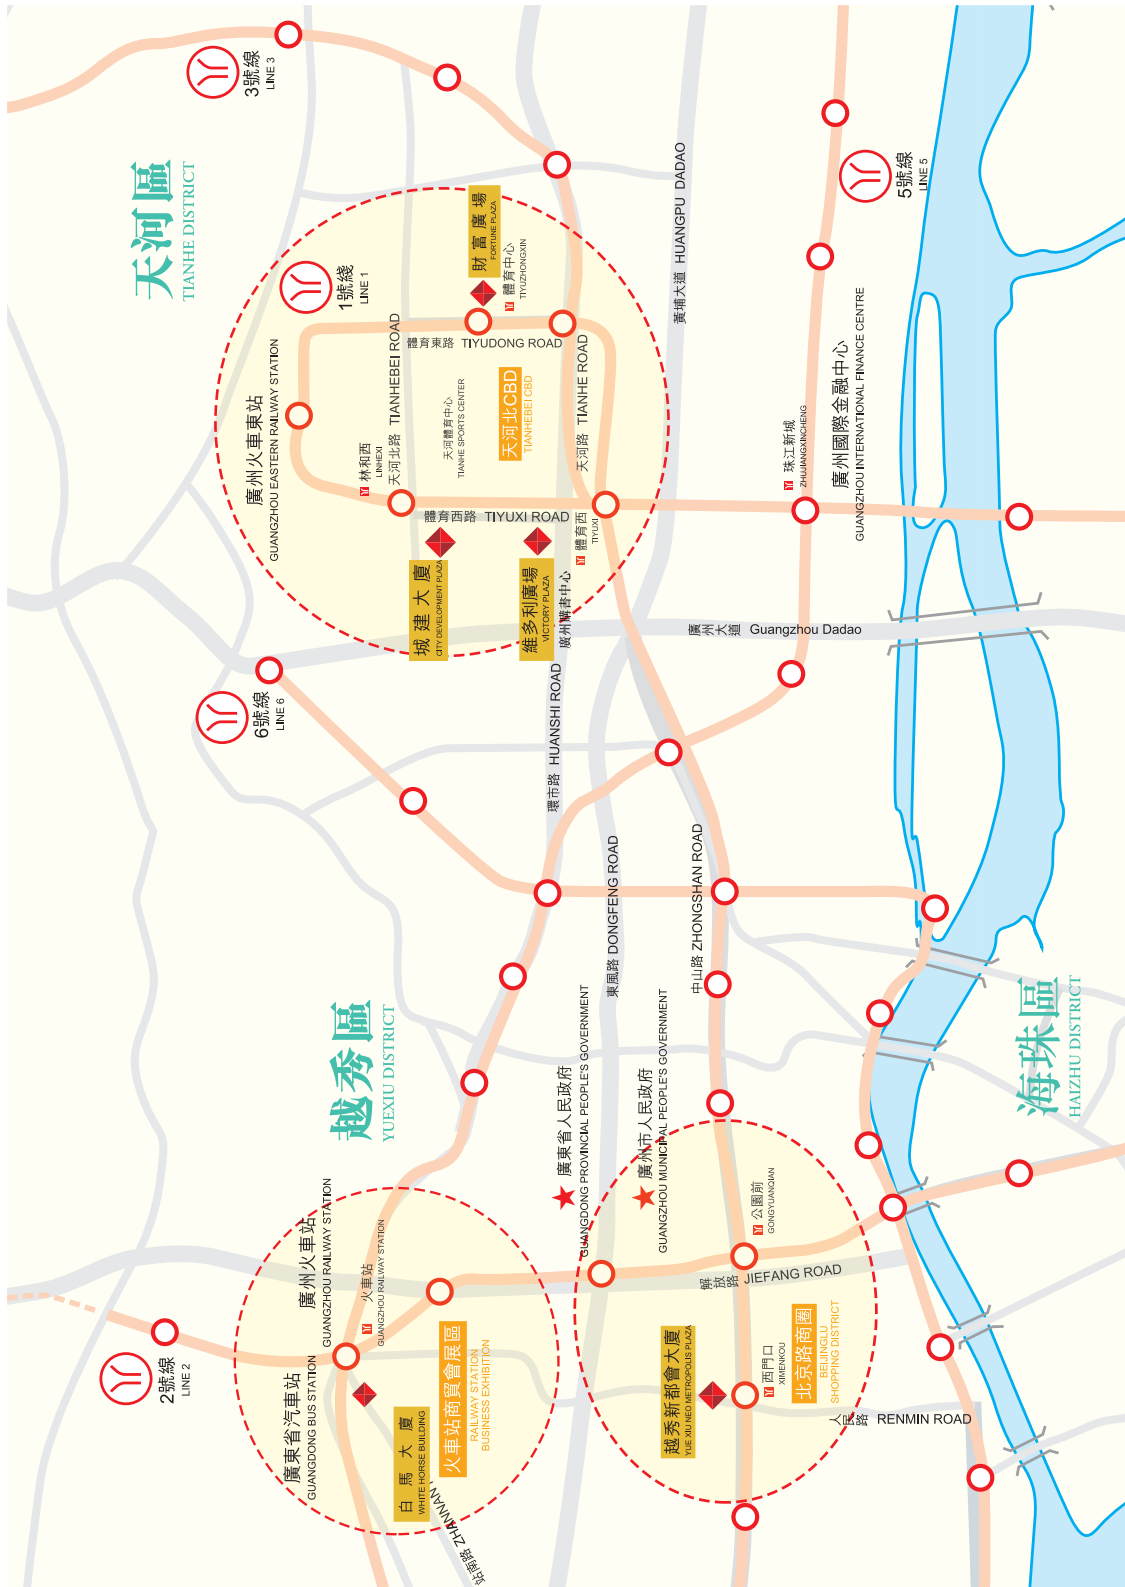 天河區
TIANHE DISTRICT
3號線
LINE 3
5號線
LINE 5
1號綫
LINE 1
財富廣場
FORTUNE PLAZA
體育中心
TIYUZHONGXIN
黃埔大道 HUANGPU DADAO
廣州火車東站
GUANGZHOU EASTERN RAILWAY STATION
體育東路 TIYUDONG ROAD
天河北路 TIANHEBEI ROAD
林和西
LINHEXI
天河體育中心
TIANHE SPORTS CENTER
天河北CBD
TIANHEBEI CBD
天河路 TIANHE ROAD
珠江新城
ZHUJIANGXINCHENG
廣州國際金融中心
GUANGZHOU INTERNATIONAL FINANCE CENTRE
體育西路 TIYUXI ROAD
體育西
TIYUXI
城建大廈
CITY DEVELOPMENT PLAZA
維多利廣場
VICTORY PLAZA
廣州購書中心
廣州大道 Guangzhou Dadao
6號線
LINE 6
環市路 HUANSHI ROAD
東風路 DONGFENG ROAD
中山路 ZHONGSHAN ROAD
越秀區
YUEXIU DISTRICT
海珠區
HAIZHU DISTRICT
廣東省人民政府
GUANGDONG PROVINCIAL PEOPLE'S GOVERNMENT
廣州市人民政府
GUANGZHOU MUNICIPAL PEOPLE'S GOVERNMENT
公園前
GONGYUANQIAN
解放路 JIEFANG ROAD
廣州火車站
GUANGZHOU RAILWAY STATION
火車站
GUANGZHOU RAILWAY STATION
2號線
LINE 2
廣東省汽車站
GUANGDONG BUS STATION
火車站商貿會展區
RAILWAY STATION
BUSINESS EXHIBITION
白馬大廈
WHITE HORSE BUILDING
站南路 ZHANNAN
越秀新都會大廈
YUE XIU NEO METROPOLIS PLAZA
西門口
XIMENKOU
北京路商圈
BEIJINGLU
SHOPPING DISTRICT
人民路 RENMIN ROAD